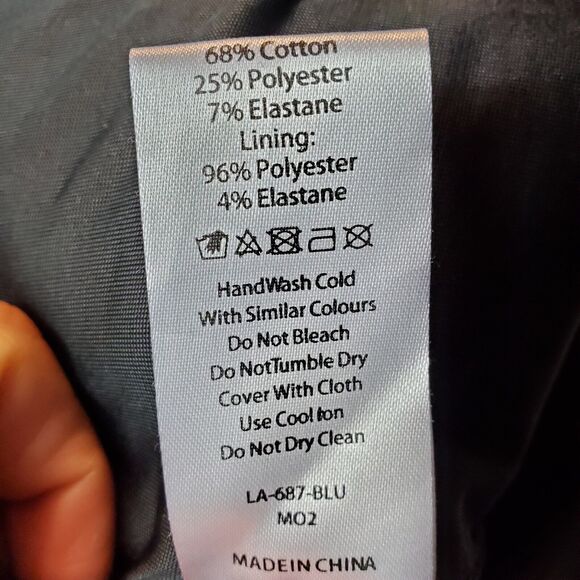 68% Cotton
25% Polyester
7% Elastane
Lining:
96% Polyester
4% Elastane
HandWash Cold
With Similar Colours
Do Not Bleach
Do NotTumble Dry
Cover With Cloth
Use Cool Iron
Do Not Dry Clean
LA-687-BLU
MO2
MADEIN CHINA